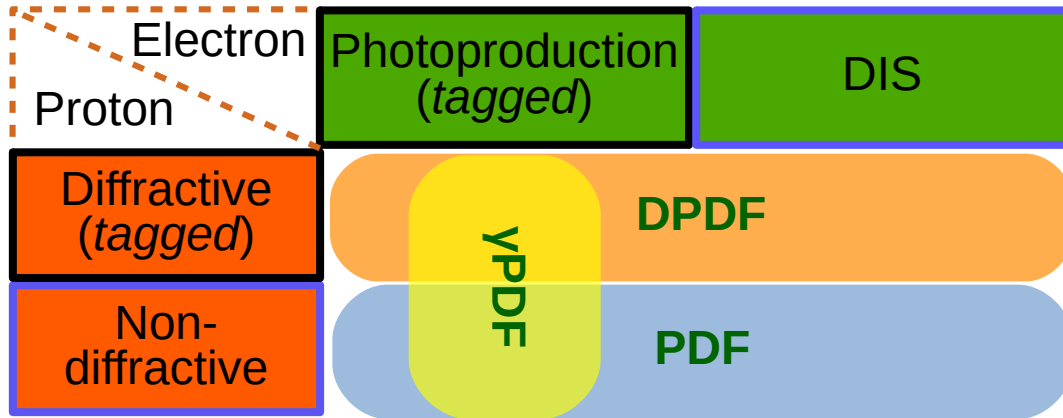 Electron
Proton
Photoproduction
(tagged)
DIS
Diffractive
(tagged)
DPDF
γPDF
Non-
diffractive
PDF